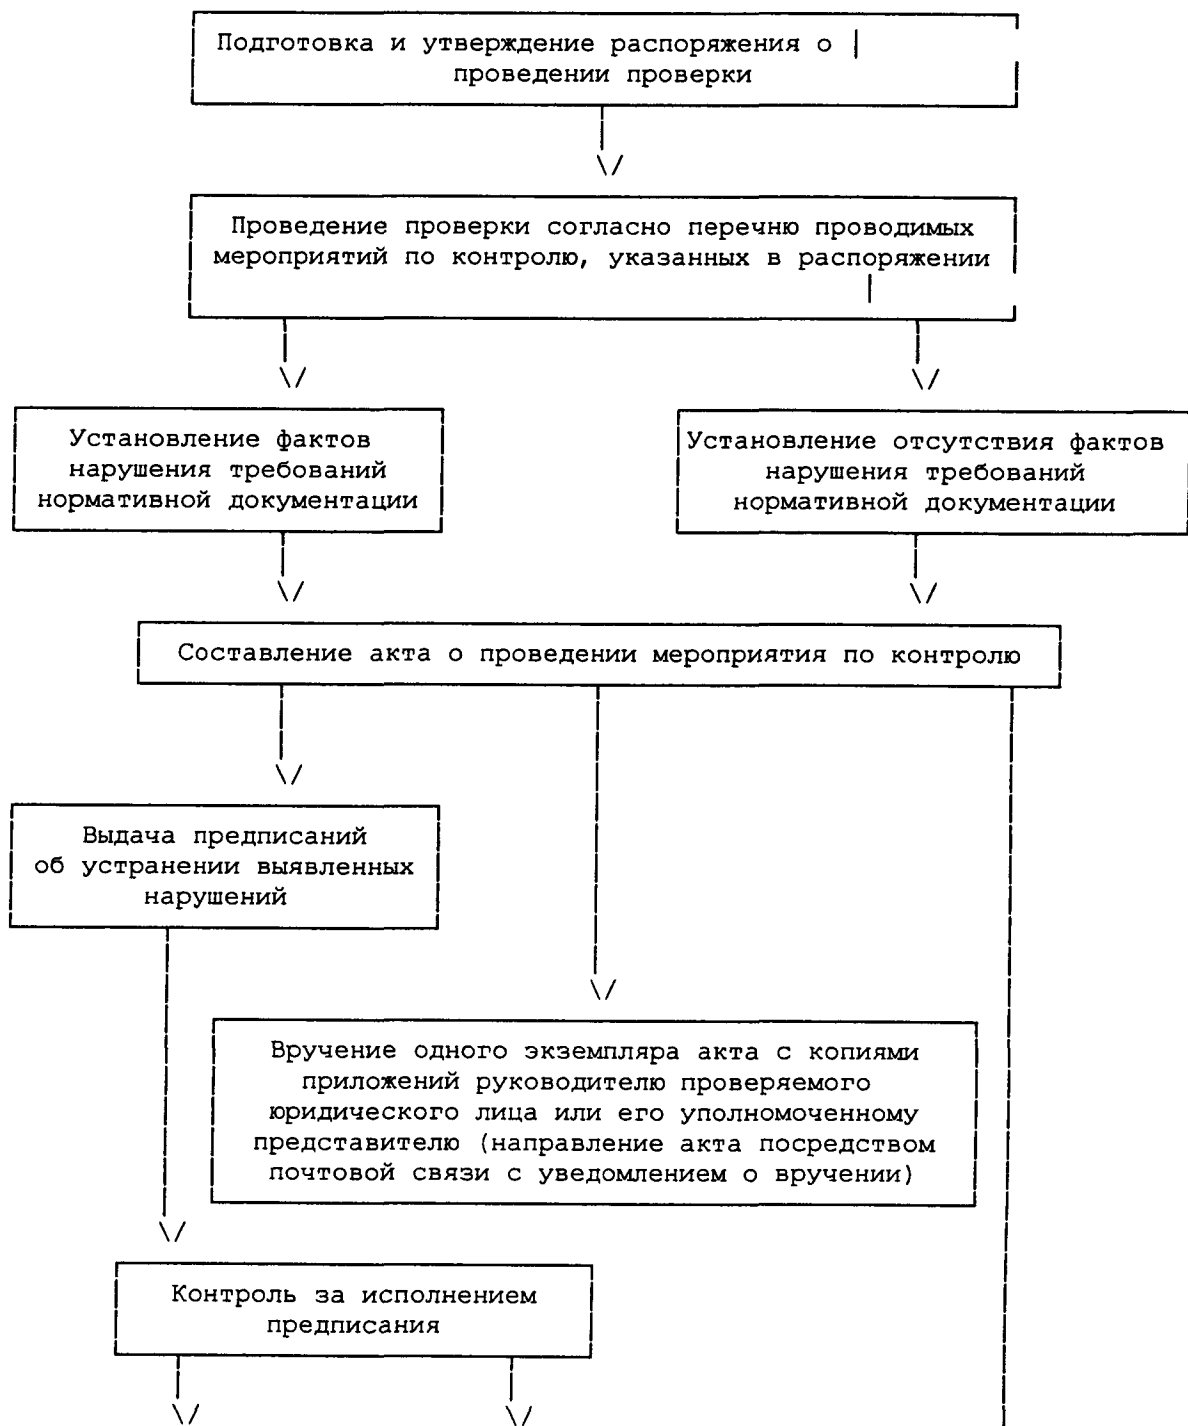 Подготовка и утверждение распоряжения о
проведении проверки
Проведение проверки согласно перечню проводимых
мероприятий по контролю, указанных в распоряжении
Установление фактов
нарушения требований
нормативной документации
Установление отсутствия фактов
нарушения требований
нормативной документации
Составление акта о проведении мероприятия по контролю
Выдача предписаний
об устранении выявленных
нарушений
Вручение одного экземпляра акта с копиями
приложений руководителю проверяемого
юридического лица или его уполномоченному
представителю (направление акта посредством
почтовой связи с уведомлением о вручении)
Контроль за исполнением
предписания